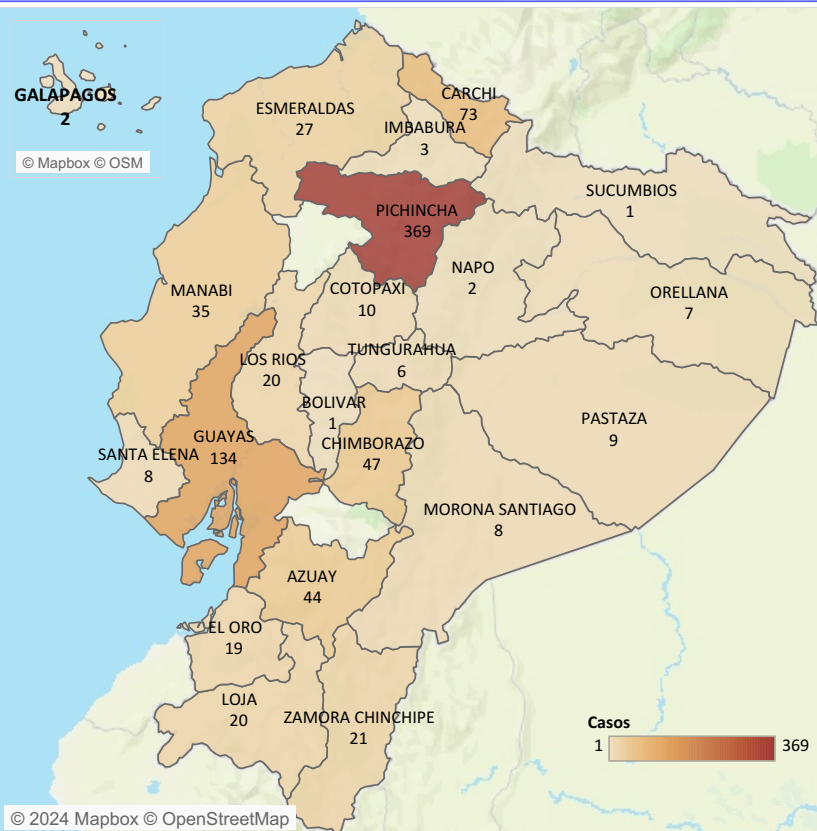 GALAPAGOS
2
© Mapbox © OSM
ESMERALDAS
27
CARCHI
73
IMBABURA
3
SUCUMBIOS
1
PICHINCHA
369
NAPO
2
ORELLANA
7
MANABI
35
COTOPAXI
10
LOS RIOS
20
TUNGURAHUA
6
BOLIVAR
1
PASTAZA
9
GUAYAS
134
CHIMBORAZO
47
SANTA ELENA
8
MORONA SANTIAGO
8
AZUAY
44
EL ORO
19
LOJA
20
ZAMORA CHINCHIPE
21
Casos
1 369
© 2024 Mapbox © OpenStreetMap